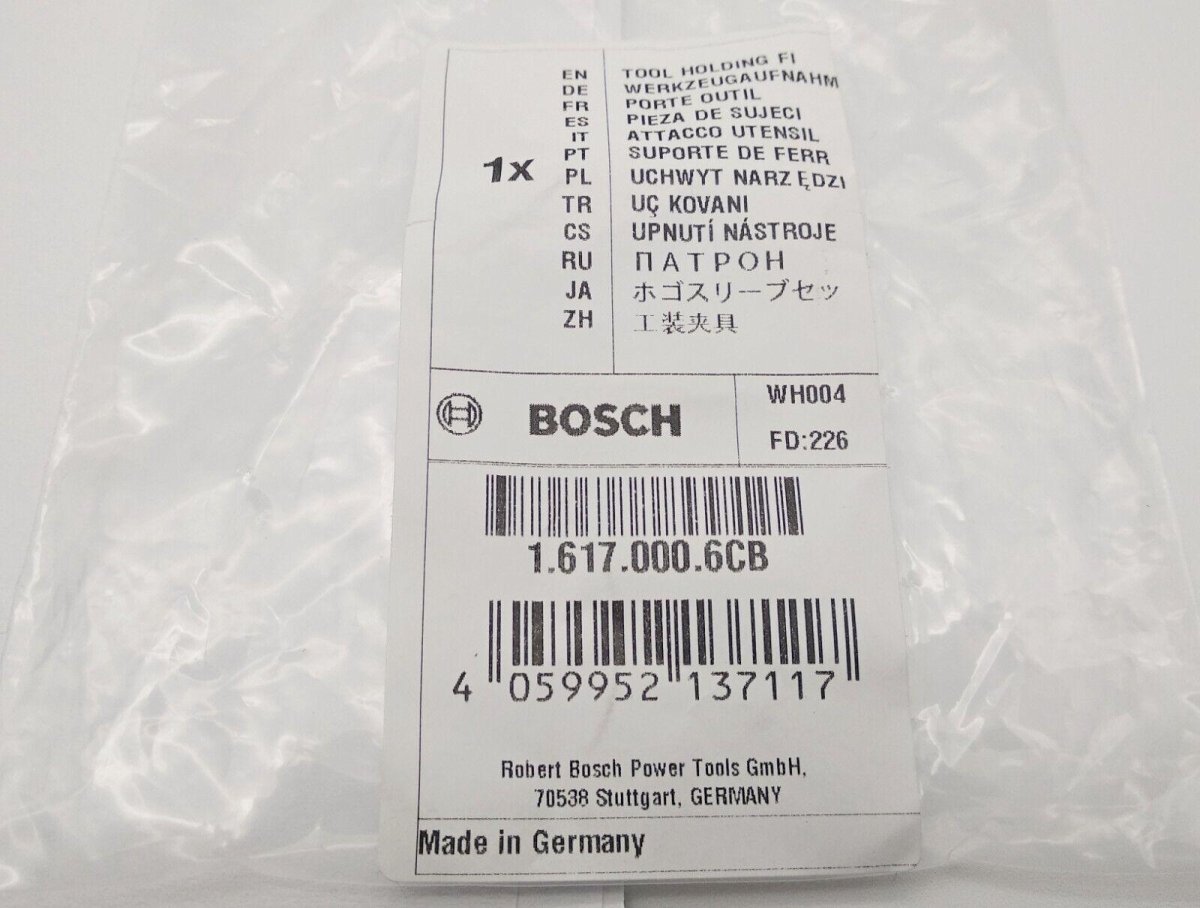 1x
EN TOOL HOLDING FI
DE WERKZEUGAUFNAHM
FR PORTE OUTIL
ES PIEZA DE SUJECI
IT ATTACCO UTENSIL
PT SUPORTE DE FERR
PL UCHWYT NARZĘDZI
TR UÇ KOVANI
CS UPNUTÍ NÁSTROJE
RU ПАТРОН
JA ホゴスリーブセッ
ZH 工装夹具
BOSCH
WH004
FD:226
1.617.000.6CB
4 059952 137117
Robert Bosch Power Tools GmbH,
70538 Stuttgart, GERMANY
Made in Germany